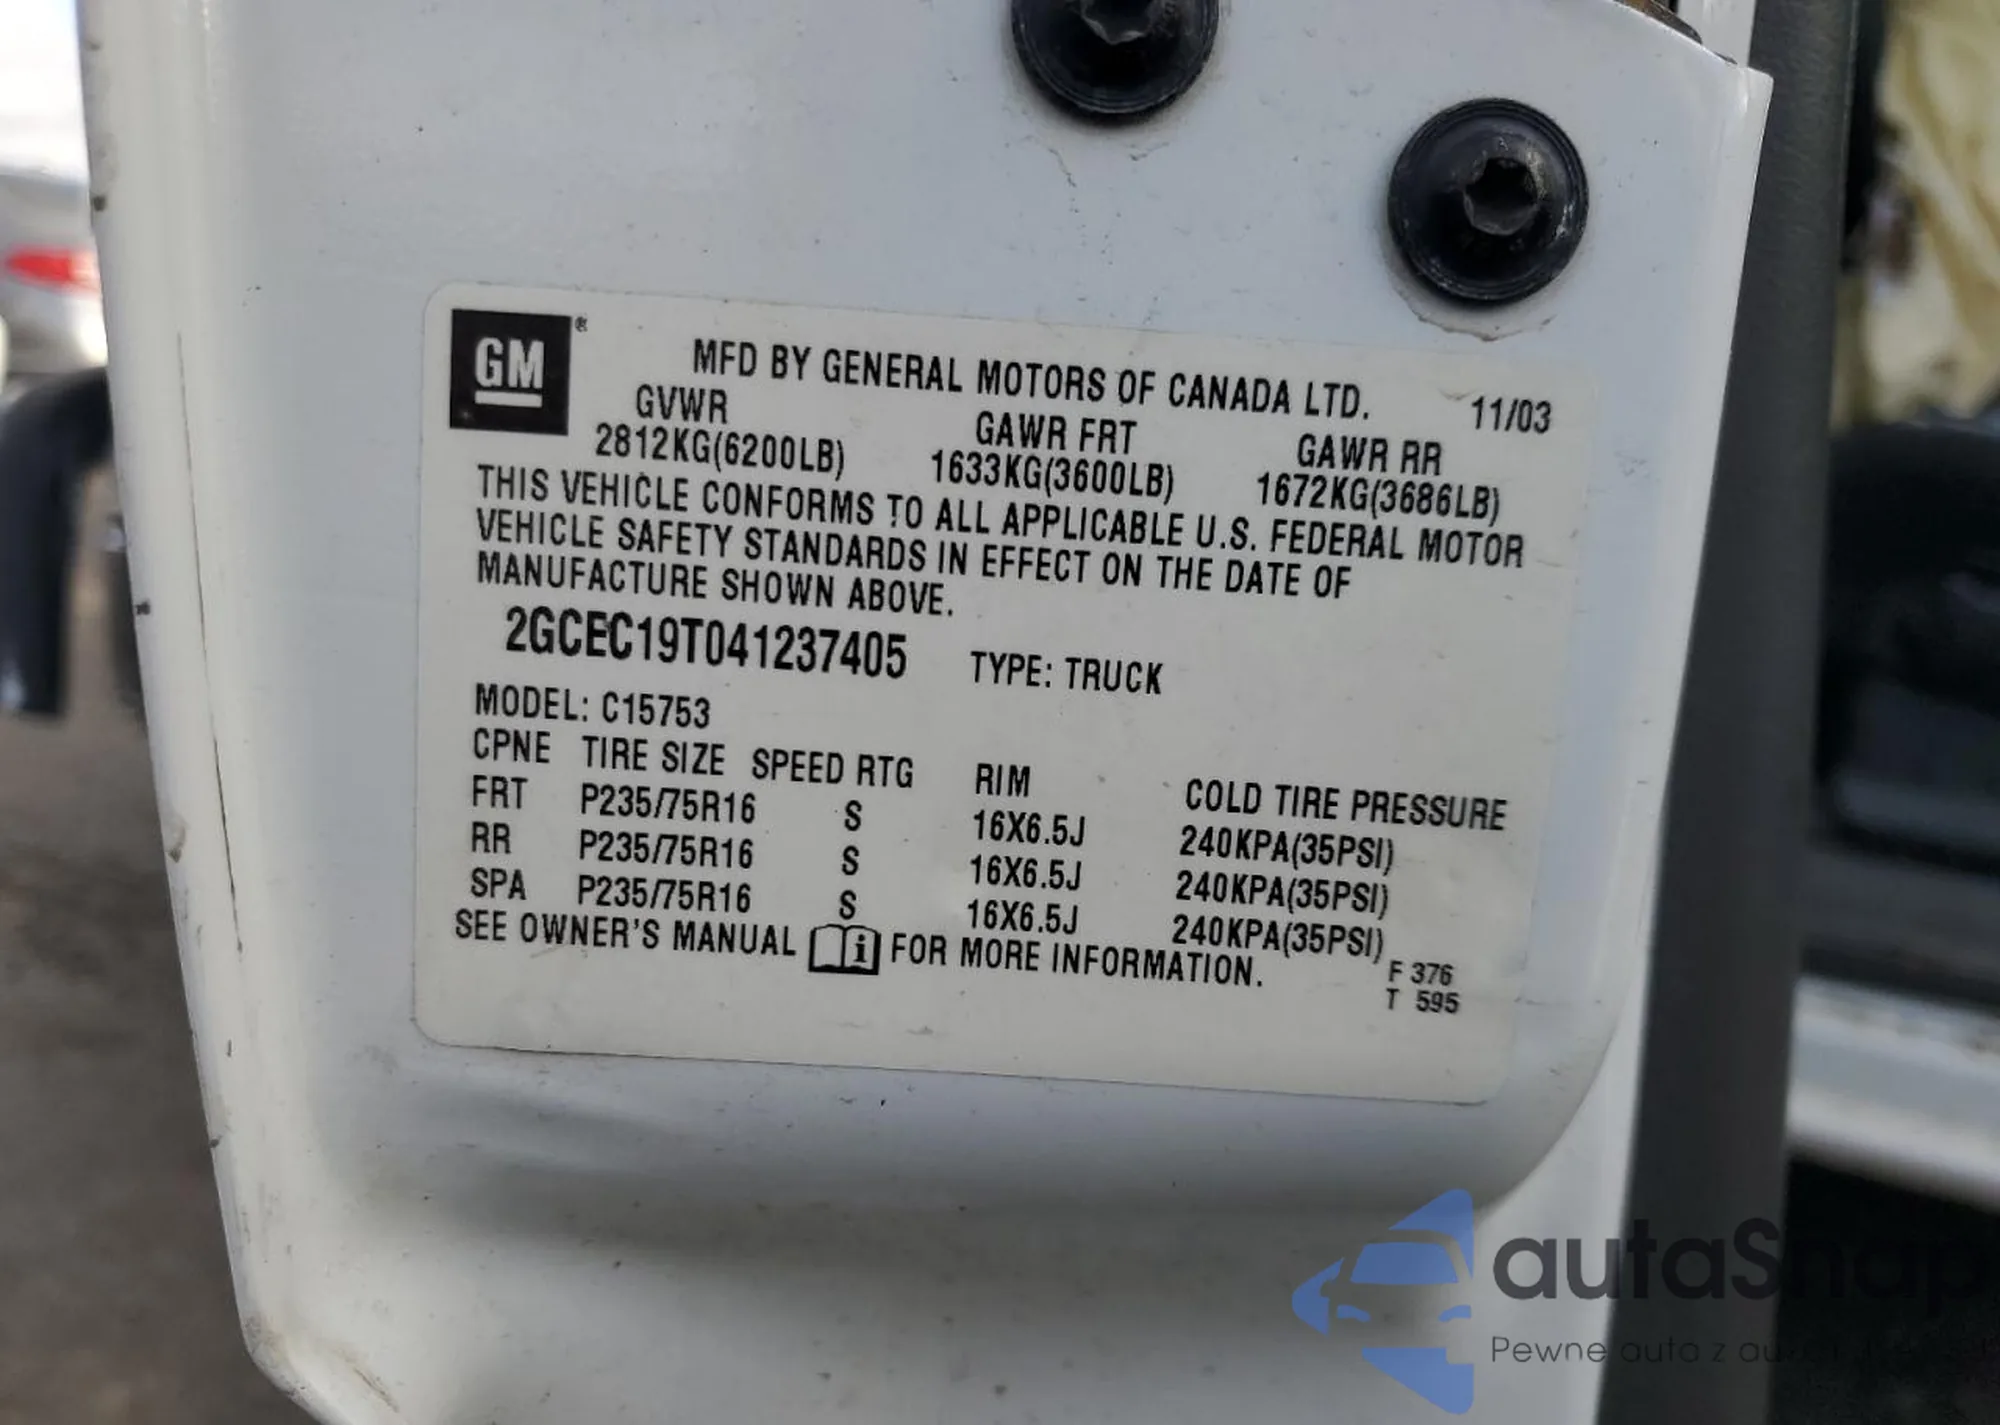 GM ®
MFD BY GENERAL MOTORS OF CANADA LTD. 11/03
GVWR GAWR FRT GAWR RR
2812KG(6200LB) 1633KG(3600LB) 1672KG(3686LB)
THIS VEHICLE CONFORMS TO ALL APPLICABLE U.S. FEDERAL MOTOR
VEHICLE SAFETY STANDARDS IN EFFECT ON THE DATE OF
MANUFACTURE SHOWN ABOVE.
2GCEC19T041237405 TYPE: TRUCK
MODEL: C15753
CPNE TIRE SIZE SPEED RTG RIM COLD TIRE PRESSURE
FRT P235/75R16 S 16X6.5J 240KPA(35PSI)
RR P235/75R16 S 16X6.5J 240KPA(35PSI)
SPA P235/75R16 S 16X6.5J 240KPA(35PSI)
SEE OWNER'S MANUAL i FOR MORE INFORMATION.
F 376
T 595
autaSnap
Pewne auta z